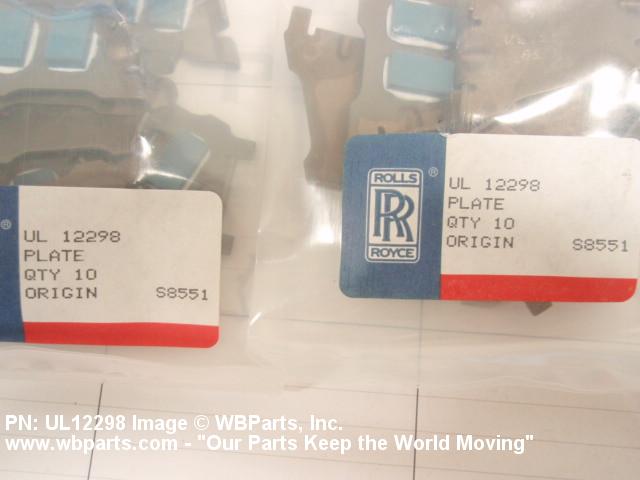 ROLLS
RR
ROYCE
®
UL 12298
PLATE
QTY 10
ORIGIN S8551
®
UL 12298
PLATE
QTY 10
ORIGIN S8551
PN: UL12298 Image © WBParts, Inc.
www.wbparts.com - "Our Parts Keep the World Moving"